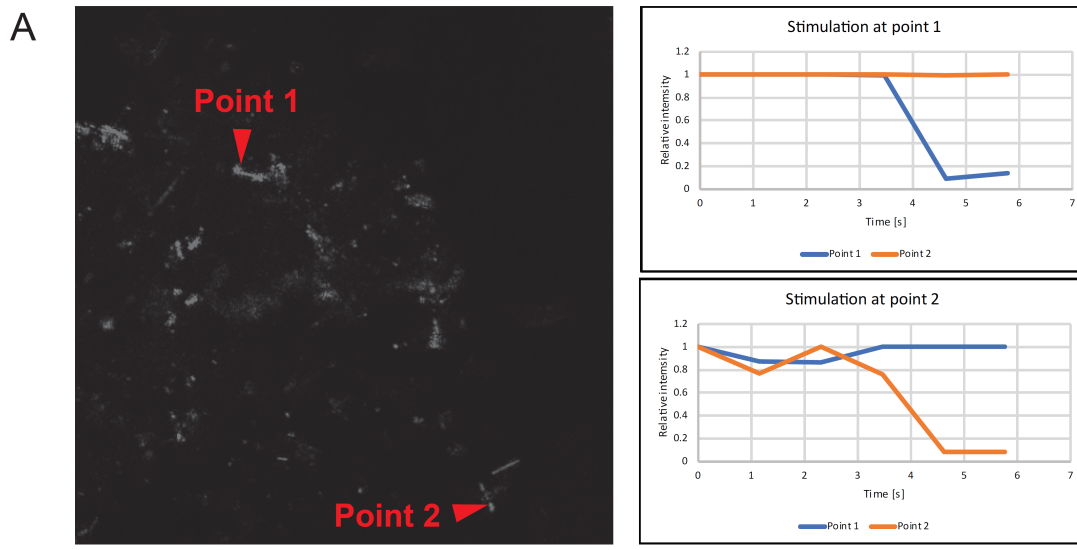 A
Point 1
Point 2
Stimulation at point 1
Relative intensity
1.2
1
0.8
0.6
0.4
0.2
0
0 1 2 3 4 5 6 7
Time [s]
Point 1 Point 2
Stimulation at point 2
Relative intensity
1.2
1
0.8
0.6
0.4
0.2
0
0 1 2 3 4 5 6 7
Time [s]
Point 1 Point 2